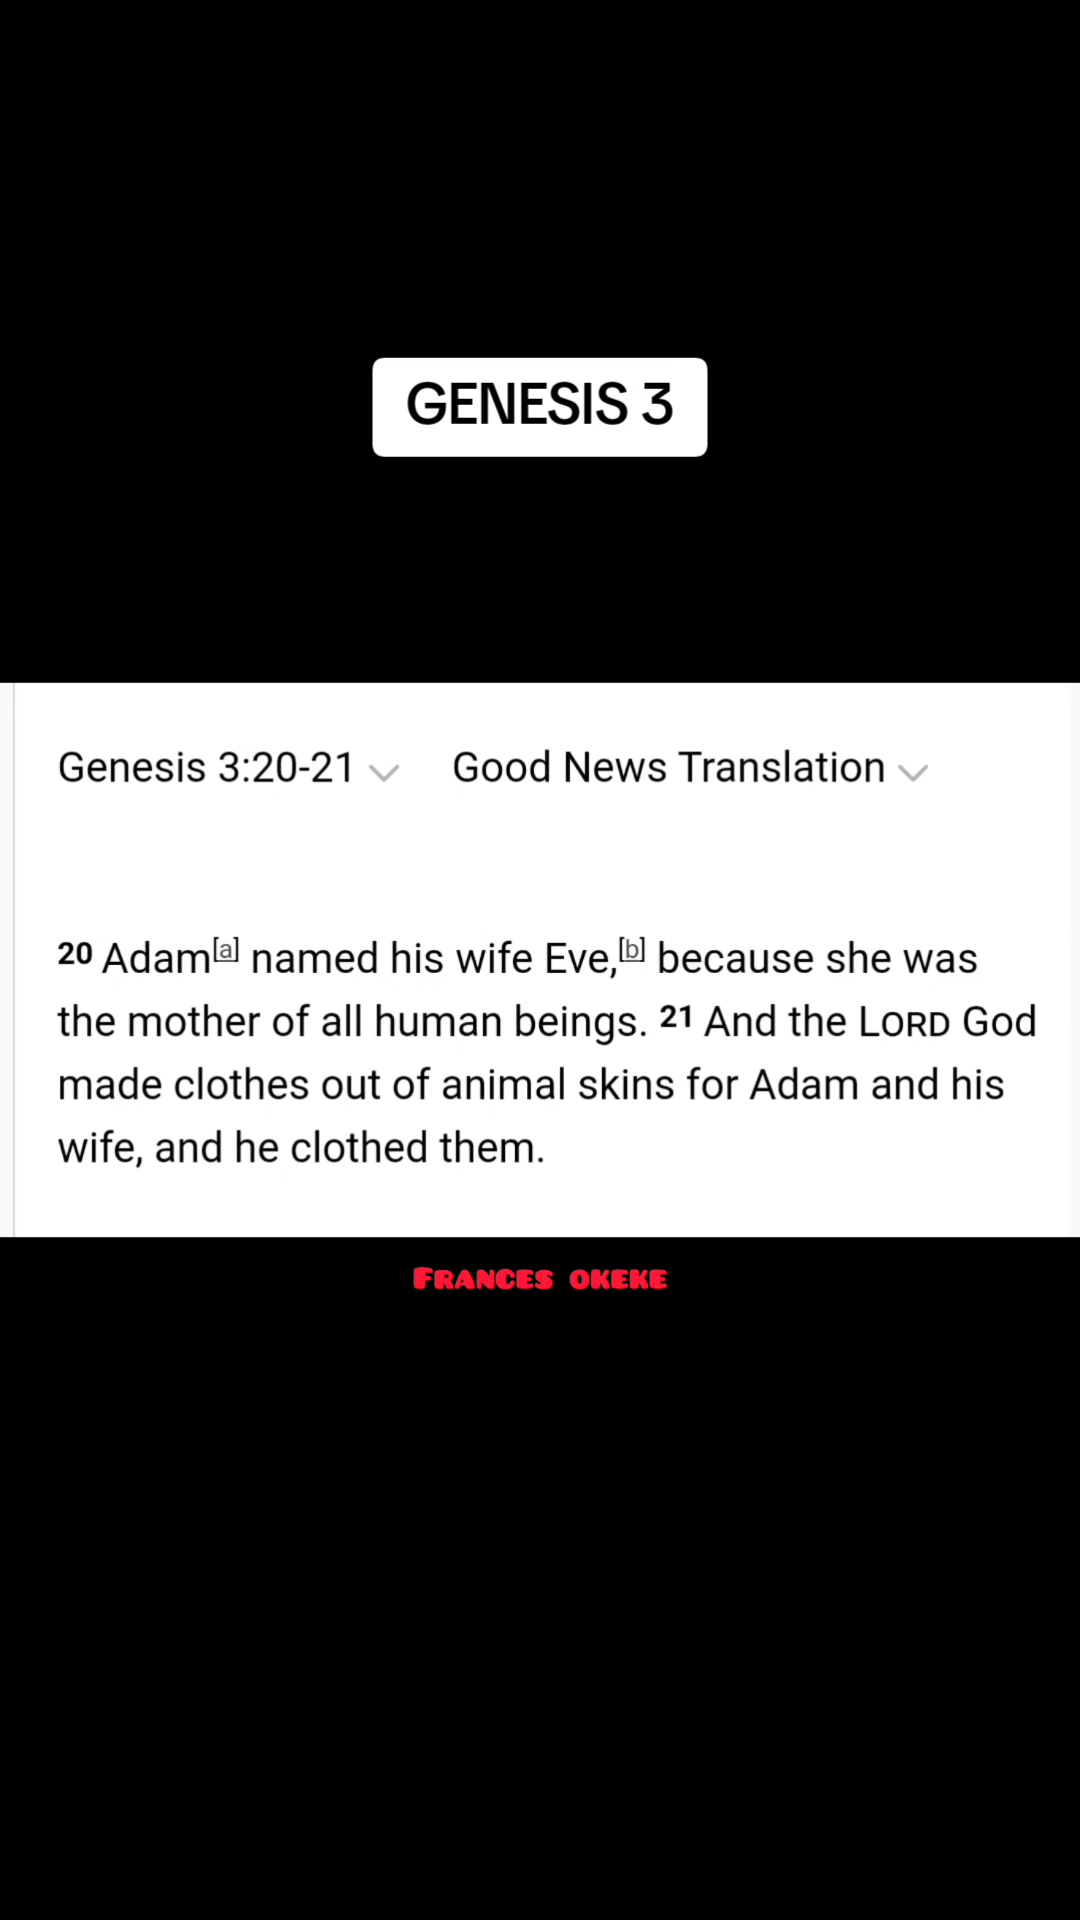 GENESIS 3
Genesis 3:20-21 Good News Translation
20 Adam[a] named his wife Eve,[b] because she was
the mother of all human beings. 21 And the LORD God
made clothes out of animal skins for Adam and his
wife, and he clothed them.
FRANCES OKEKE